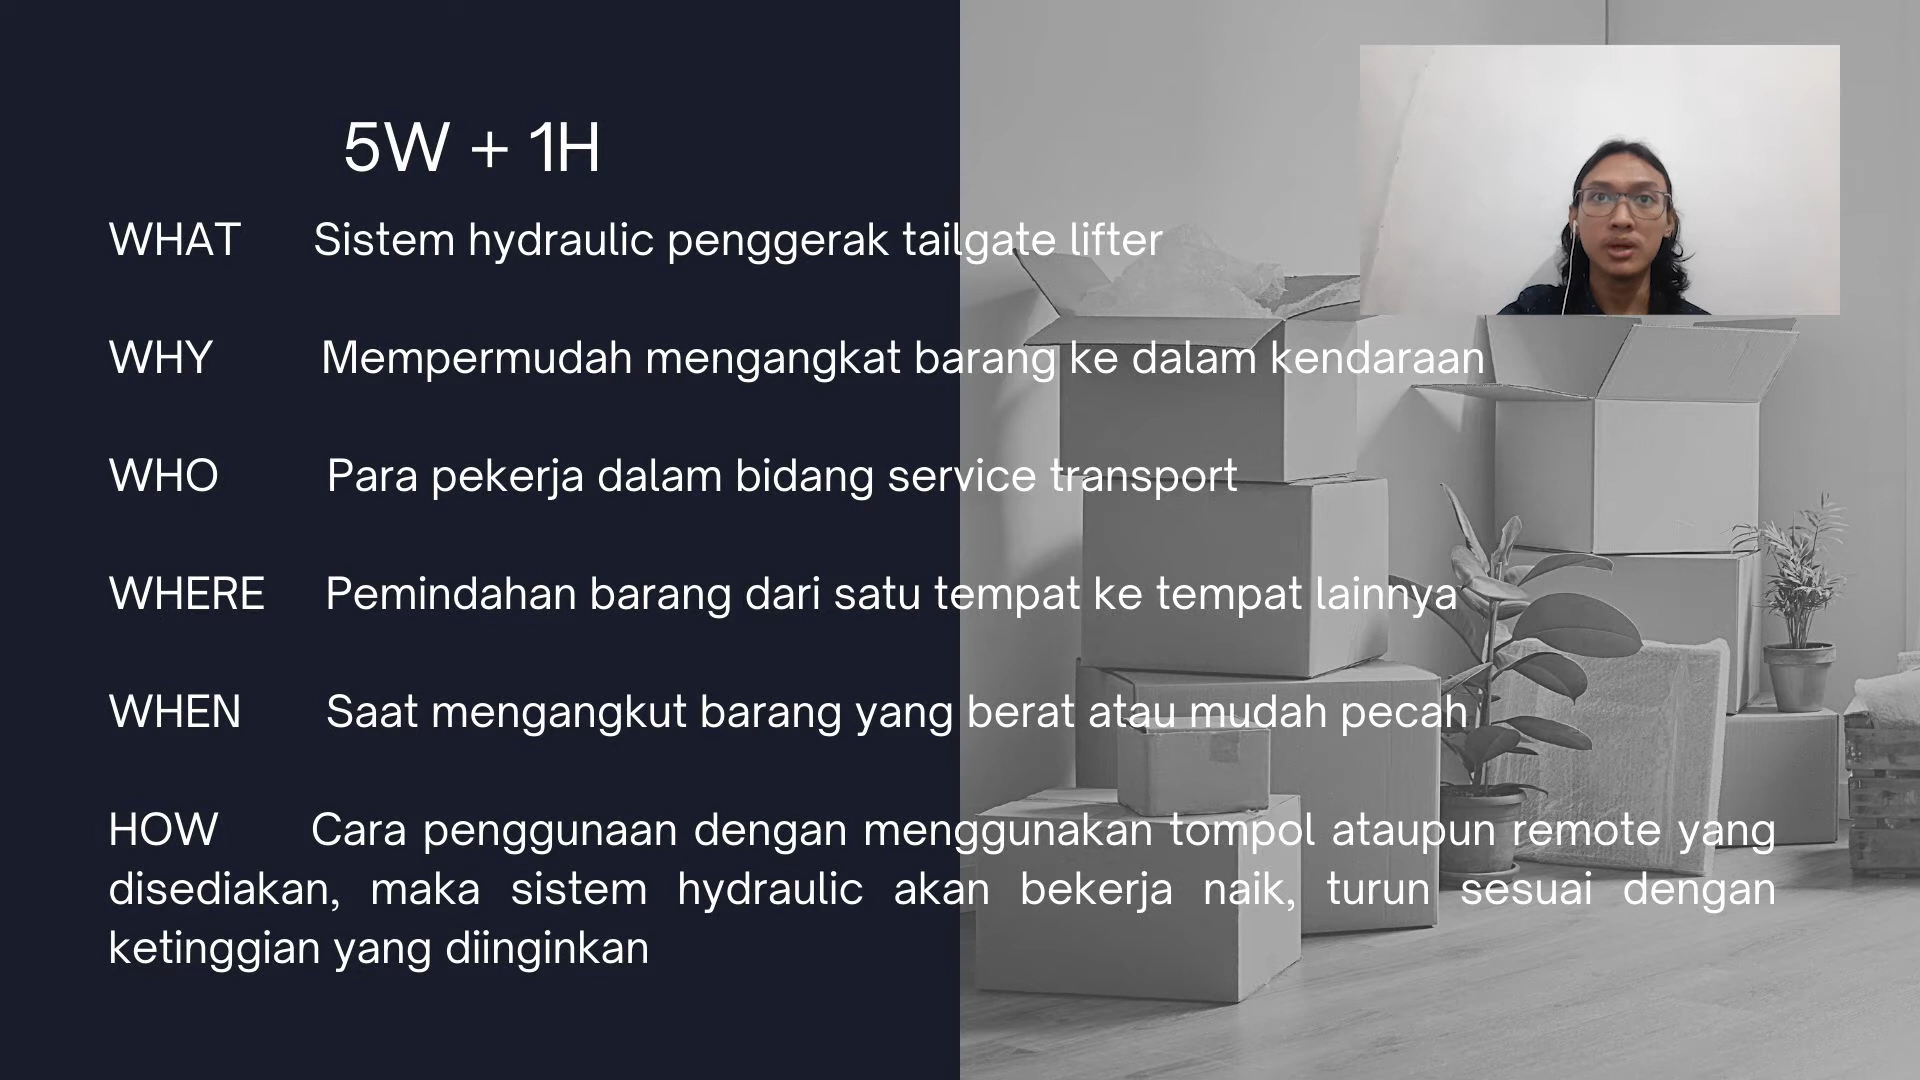 5W + 1H
WHAT Sistem hydraulic penggerak tailgate lifter
WHY Mempermudah mengangkat barang ke dalam kendaraan
WHO Para pekerja dalam bidang service transport
WHERE Pemindahan barang dari satu tempat ke tempat lainnya
WHEN Saat mengangkut barang yang berat atau mudah pecah
HOW Cara penggunaan dengan menggunakan tompol ataupun remote yang
disediakan, maka sistem hydraulic akan bekerja naik, turun sesuai dengan
ketinggian yang diinginkan